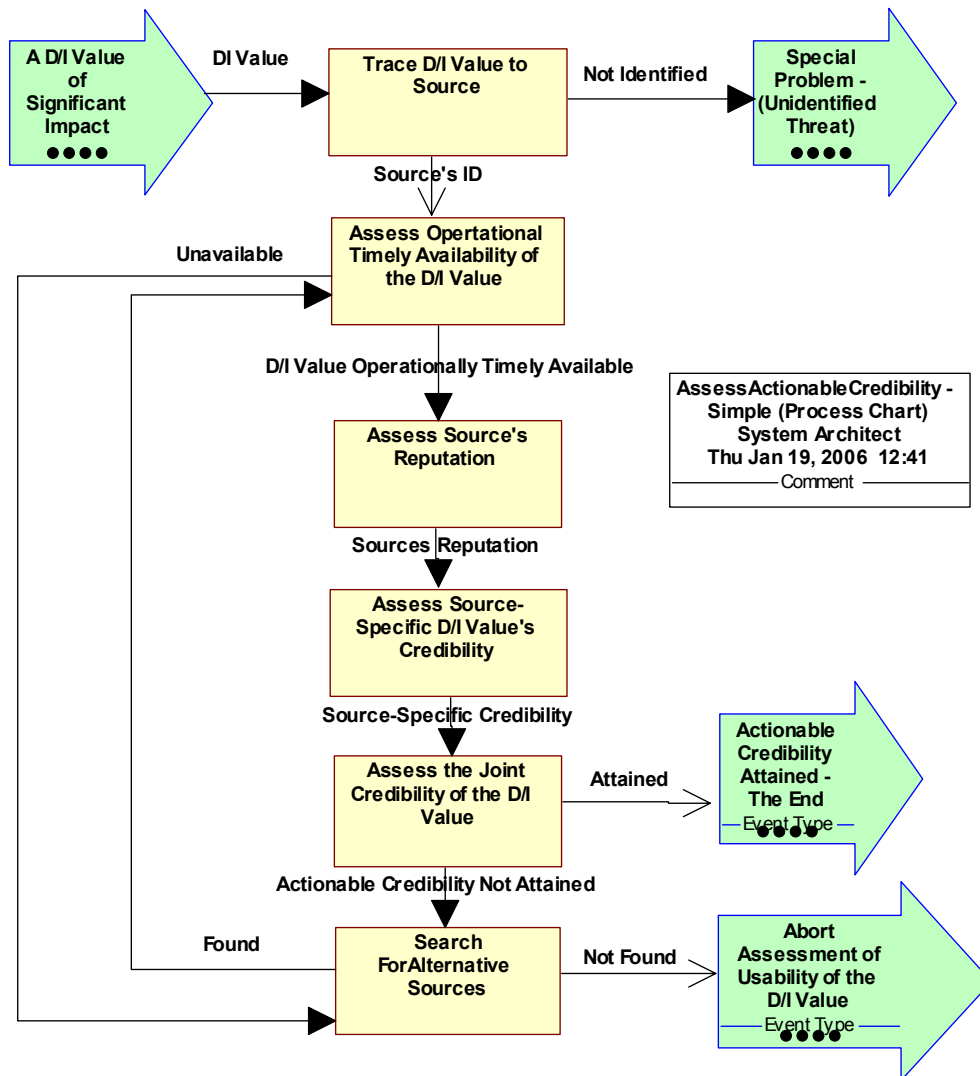 A D/I Value
of
Significant
Impact
DI Value
Trace D/I Value to
Source
Not Identified
Special
Problem -
(Unidentified
Threat)
Source's ID
Unavailable
Assess Opertational
Timely Availability of
the D/I Value
D/I Value Operationally Timely Available
AssessActionableCredibility -
Simple (Process Chart)
System Architect
Thu Jan 19, 2006 12:41
Comment
Assess Source's
Reputation
Sources Reputation
Assess Source-
Specific D/I Value's
Credibility
Source-Specific Credibility
Assess the Joint
Credibility of the D/I
Value
Attained
Actionable
Credibility
Attained -
The End
Event Type
Actionable Credibility Not Attained
Found
Search
ForAlternative
Sources
Not Found
Abort
Assessment of
Usability of the
D/I Value
Event Type